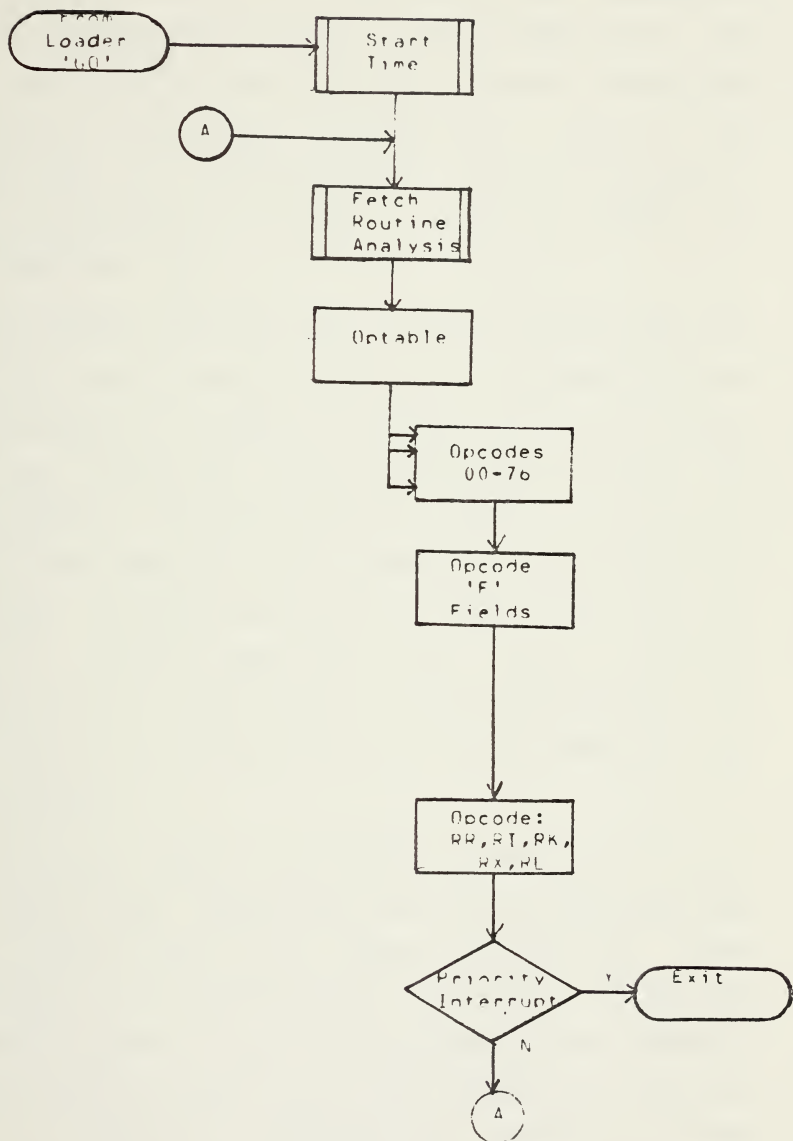 From
Loader
'GO'
Start
Time
A
Fetch
Routine
Analysis
Optable
Opcodes
00-76
Opcode
'F'
Fields
Opcode:
RR,RI,RK,
RX,RL
Priority
Interrupt
Y
Exit
N
A